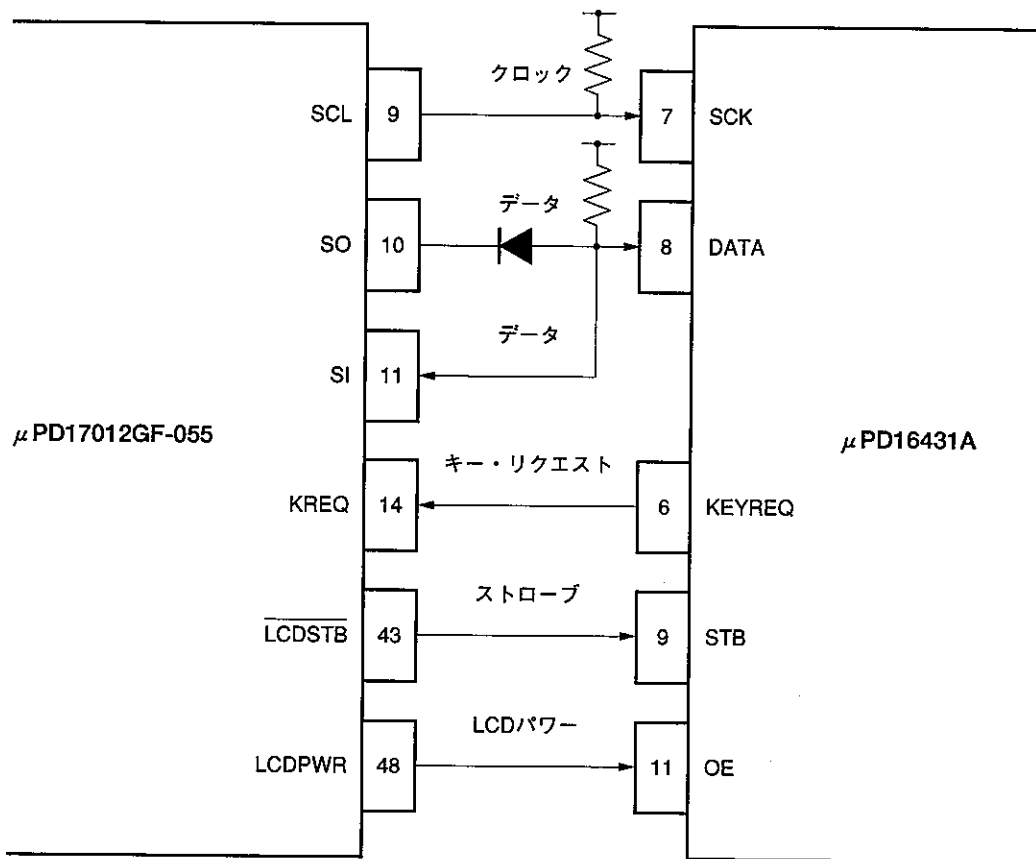 クロック
SCL 9 7 SCK
データ
SO 10 8 DATA
データ
SI 11
μPD17012GF-055 μPD16431A
キー・リクエスト
KREQ 14 6 KEYREQ
ストローブ
LCDSTB 43 9 STB
LCDパワー
LCDPWR 48 11 OE